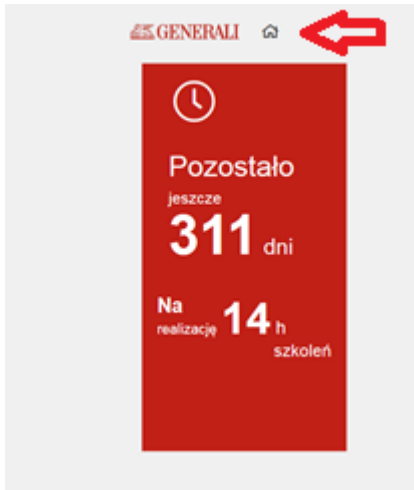 GENERALI
Pozostało
jeszcze
311 dni
Na
realizację 14 h
szkoleń